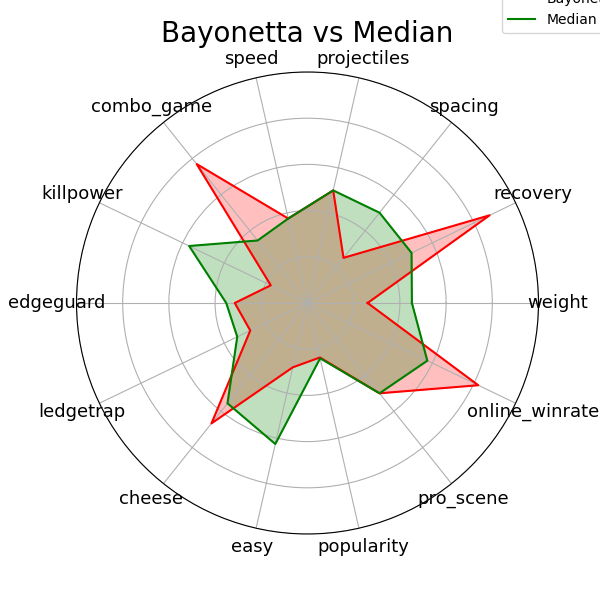 Median
Bayonetta vs Median
speed
projectiles
combo_game
spacing
killpower
recovery
edgeguard
weight
ledgetrap
online_winrate
cheese
pro_scene
easy
popularity